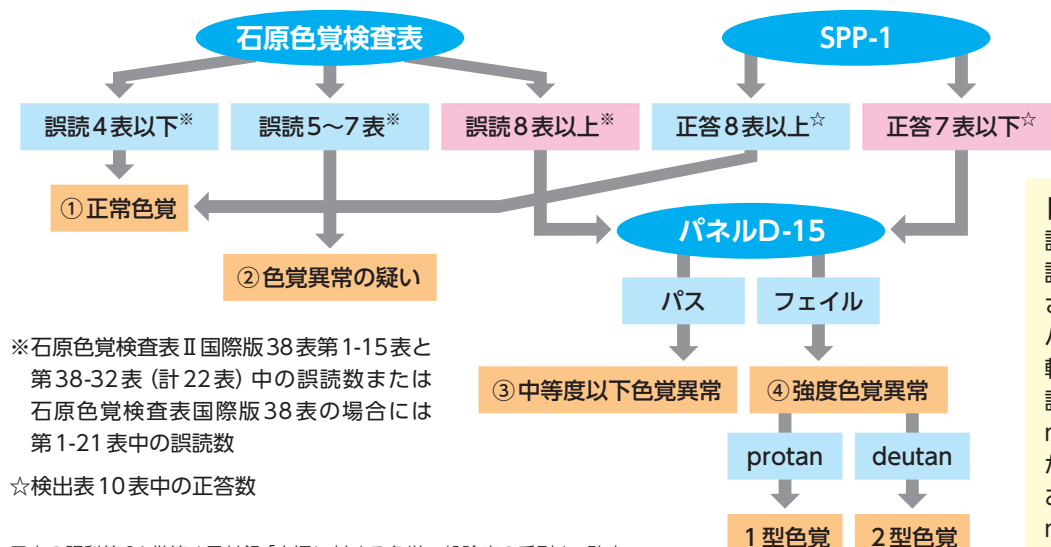 石原色覚検査表
SPP-1
誤読4表以下※
誤読5〜7表※
誤読8表以上※
正答8表以上☆
正答7表以下☆
①正常色覚
パネルD-15
②色覚異常の疑い
パス
フェイル
※石原色覚検査表Ⅱ国際版38表第1-15表と
第38-32表(計22表)中の誤読数または
石原色覚検査表国際版38表の場合には
第1-21表中の誤読数
☆検出表10表中の正答数
③中等度以下色覚異常
④強度色覚異常
protan
deutan
1型色覚
2型色覚